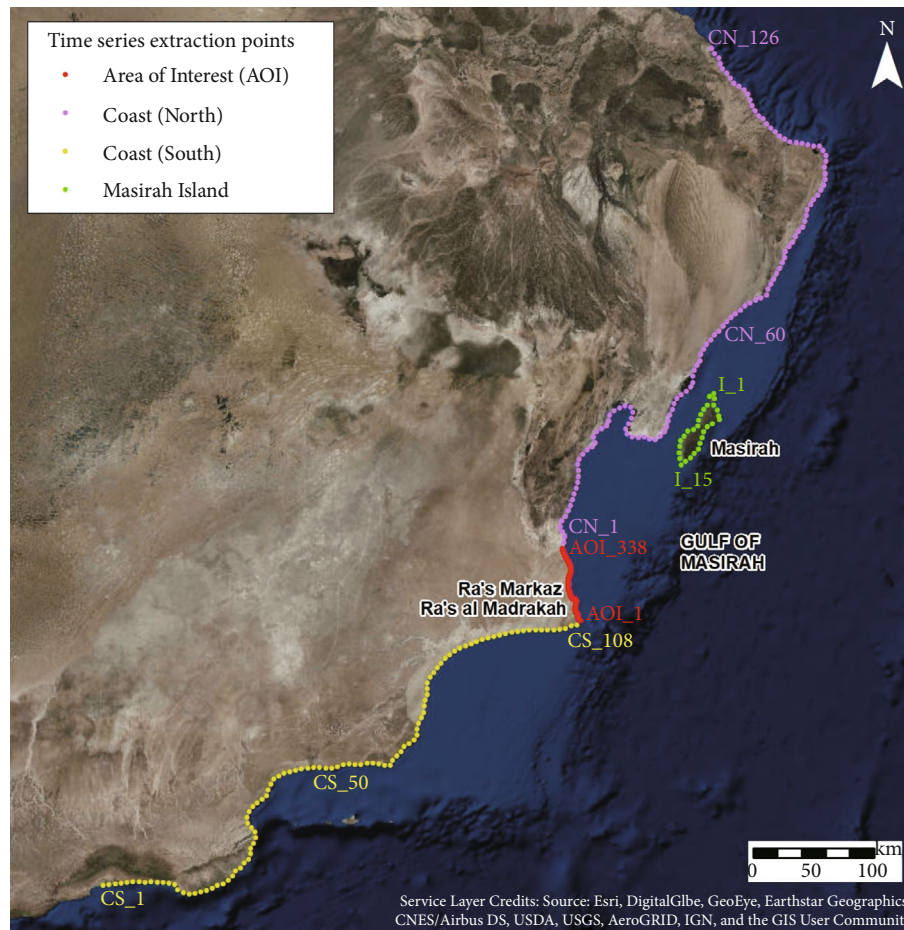 Time series extraction points
Area of Interest (AOI)
Coast (North)
Coast (South)
Masirah Island
CN_126
N
CN_60
I_1
Masirah
I_15
CN_1
AOI_338
GULF OF
MASIRAH
Ra's Markaz
Ra's al Madrakah
AOI_1
CS_108
CS_50
CS_1
km
0 50 100
Service Layer Credits: Source: Esri, DigitalGlbe, GeoEye, Earthstar Geographics,
CNES/Airbus DS, USDA, USGS, AeroGRID, IGN, and the GIS User Communit